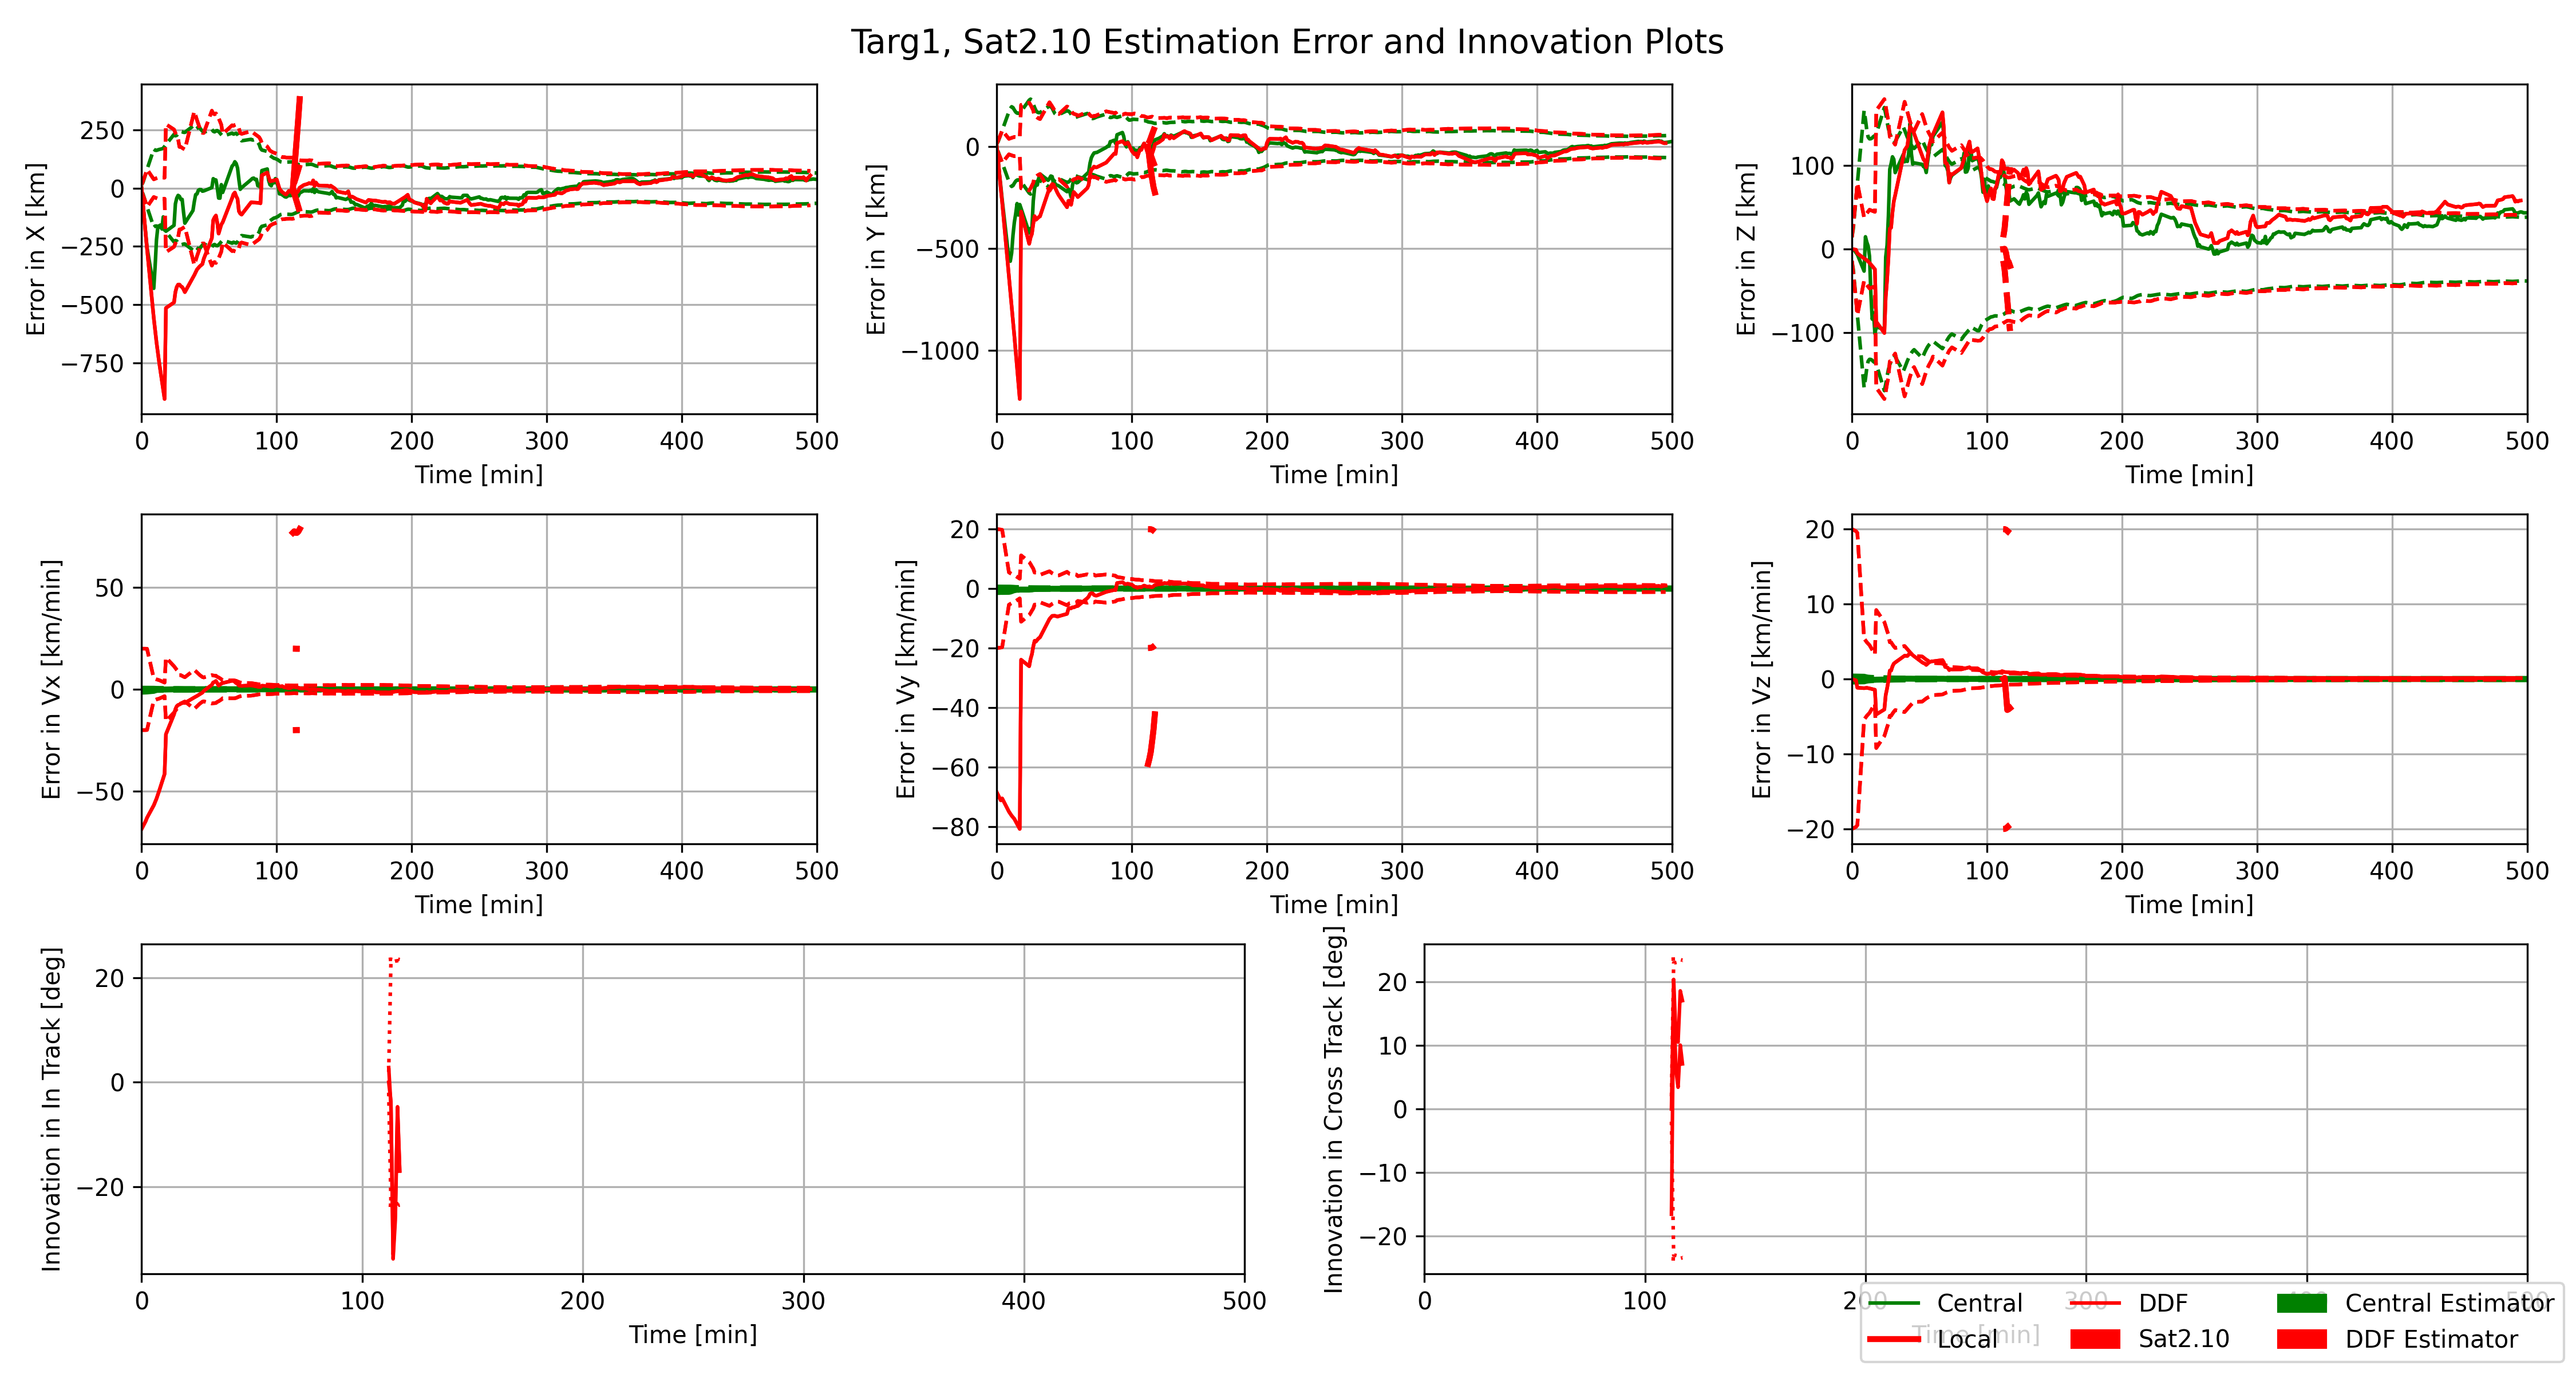 Targ1, Sat2.10 Estimation Error and Innovation Plots
Error in X [km]
250
0
−250
−500
−750
0 100 200 300 400 500
Time [min]
Error in Y [km]
0
−500
−1000
0 100 200 300 400 500
Time [min]
Error in Z [km]
100
0
−100
0 100 200 300 400 500
Time [min]
Error in Vx [km/min]
50
0
−50
0 100 200 300 400 500
Time [min]
Error in Vy [km/min]
20
0
−20
−40
−60
−80
0 100 200 300 400 500
Time [min]
Error in Vz [km/min]
20
10
0
−10
−20
0 100 200 300 400 500
Time [min]
Innovation in In Track [deg]
20
0
−20
0 100 200 300 400 500
Time [min]
Innovation in Cross Track [deg]
20
10
0
−10
−20
0 100 200 300 400 500
Time [min]
Central DDF Central Estimator
Local Sat2.10 DDF Estimator